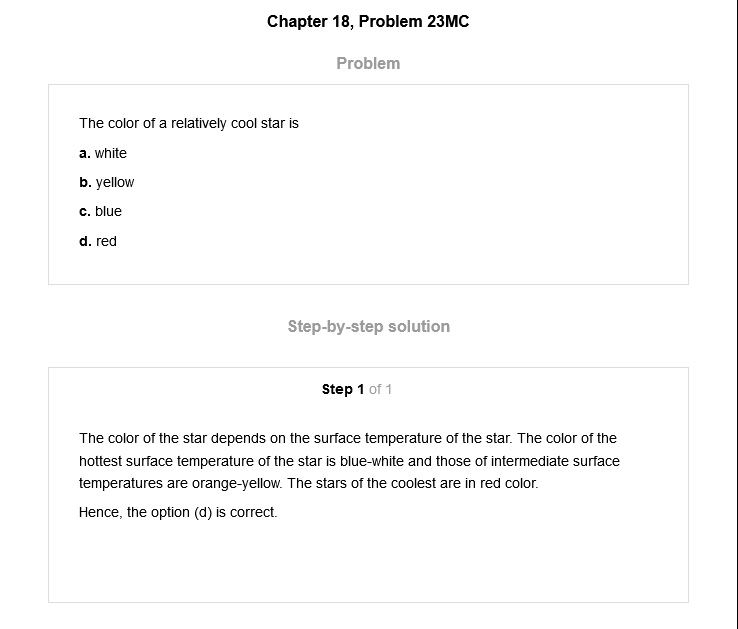 Chapter 18, Problem 23MC
Problem
The color of a relatively cool star is
a. white
b. yellow
c. blue
d. red
Step-by-step solution
Step 1 of 1
The color of the star depends on the surface temperature of the star. The color of the
hottest surface temperature of the star is blue-white and those of intermediate surface
temperatures are orange-yellow. The stars of the coolest are in red color.
Hence, the option (d) is correct.